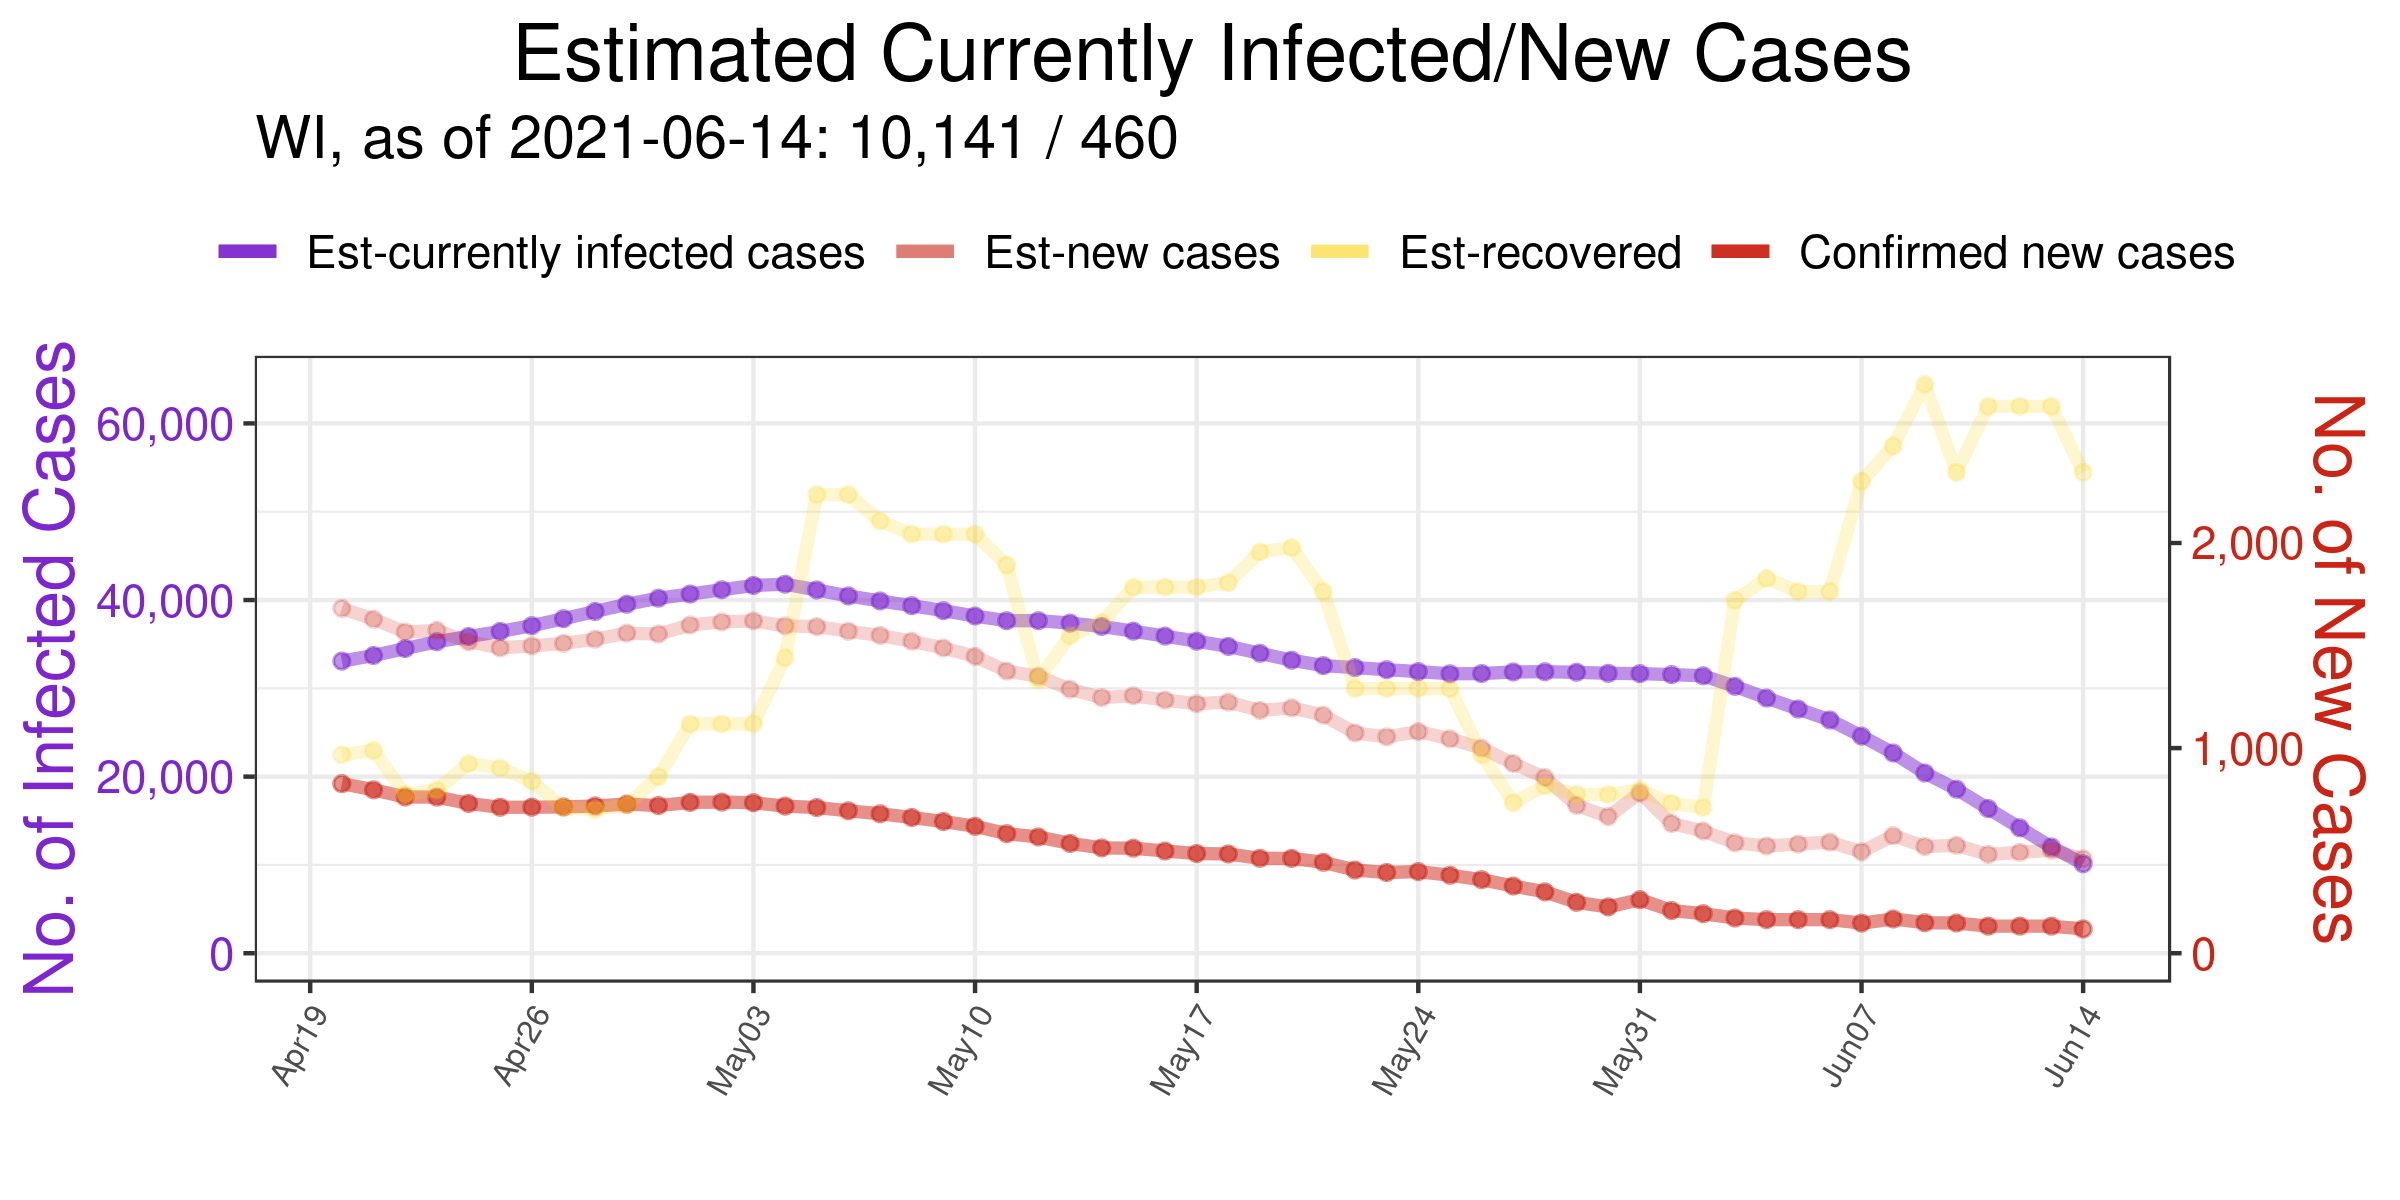 Estimated Currently Infected/New Cases
WI, as of 2021-06-14: 10,141 / 460
Est-currently infected cases Est-new cases Est-recovered Confirmed new cases
No. of Infected Cases
60,000
40,000
20,000
0
2,000
1,000
0
No. of New Cases
Apr19 Apr26 May03 May10 May17 May24 May31 Jun07 Jun14